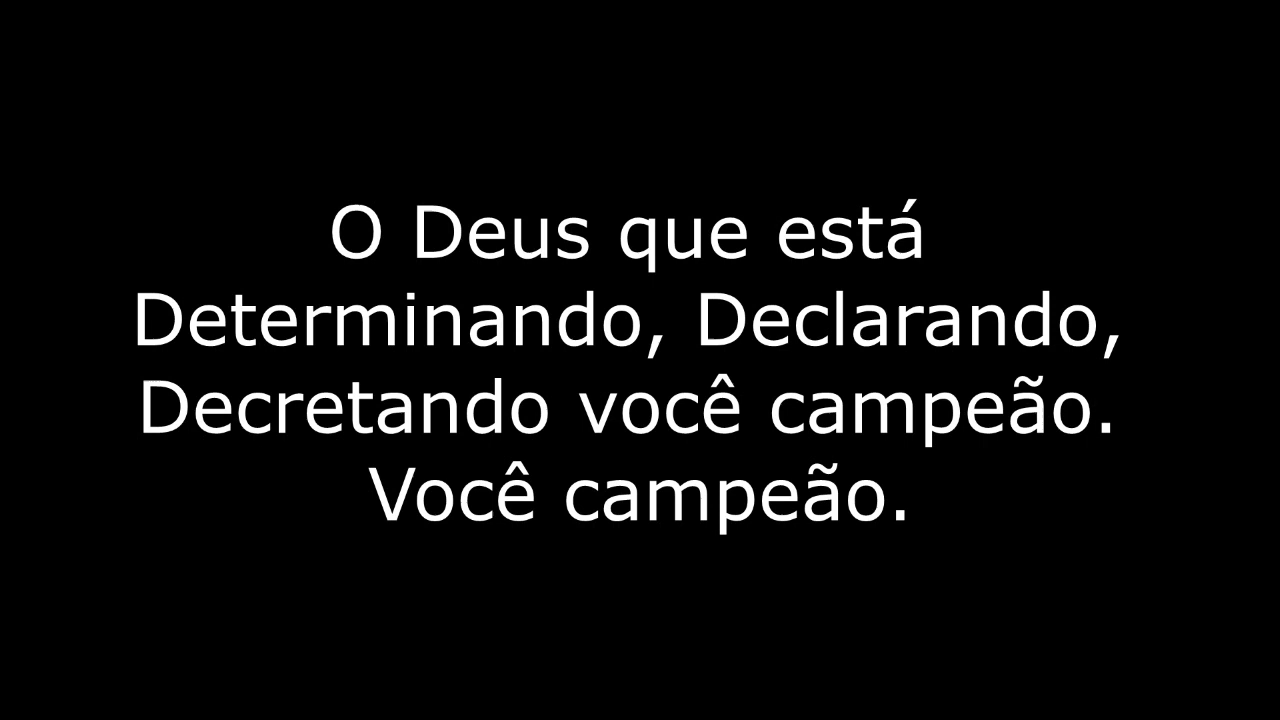 O Deus que está
Determinando, Declarando,
Decretando você campeão.
Você campeão.